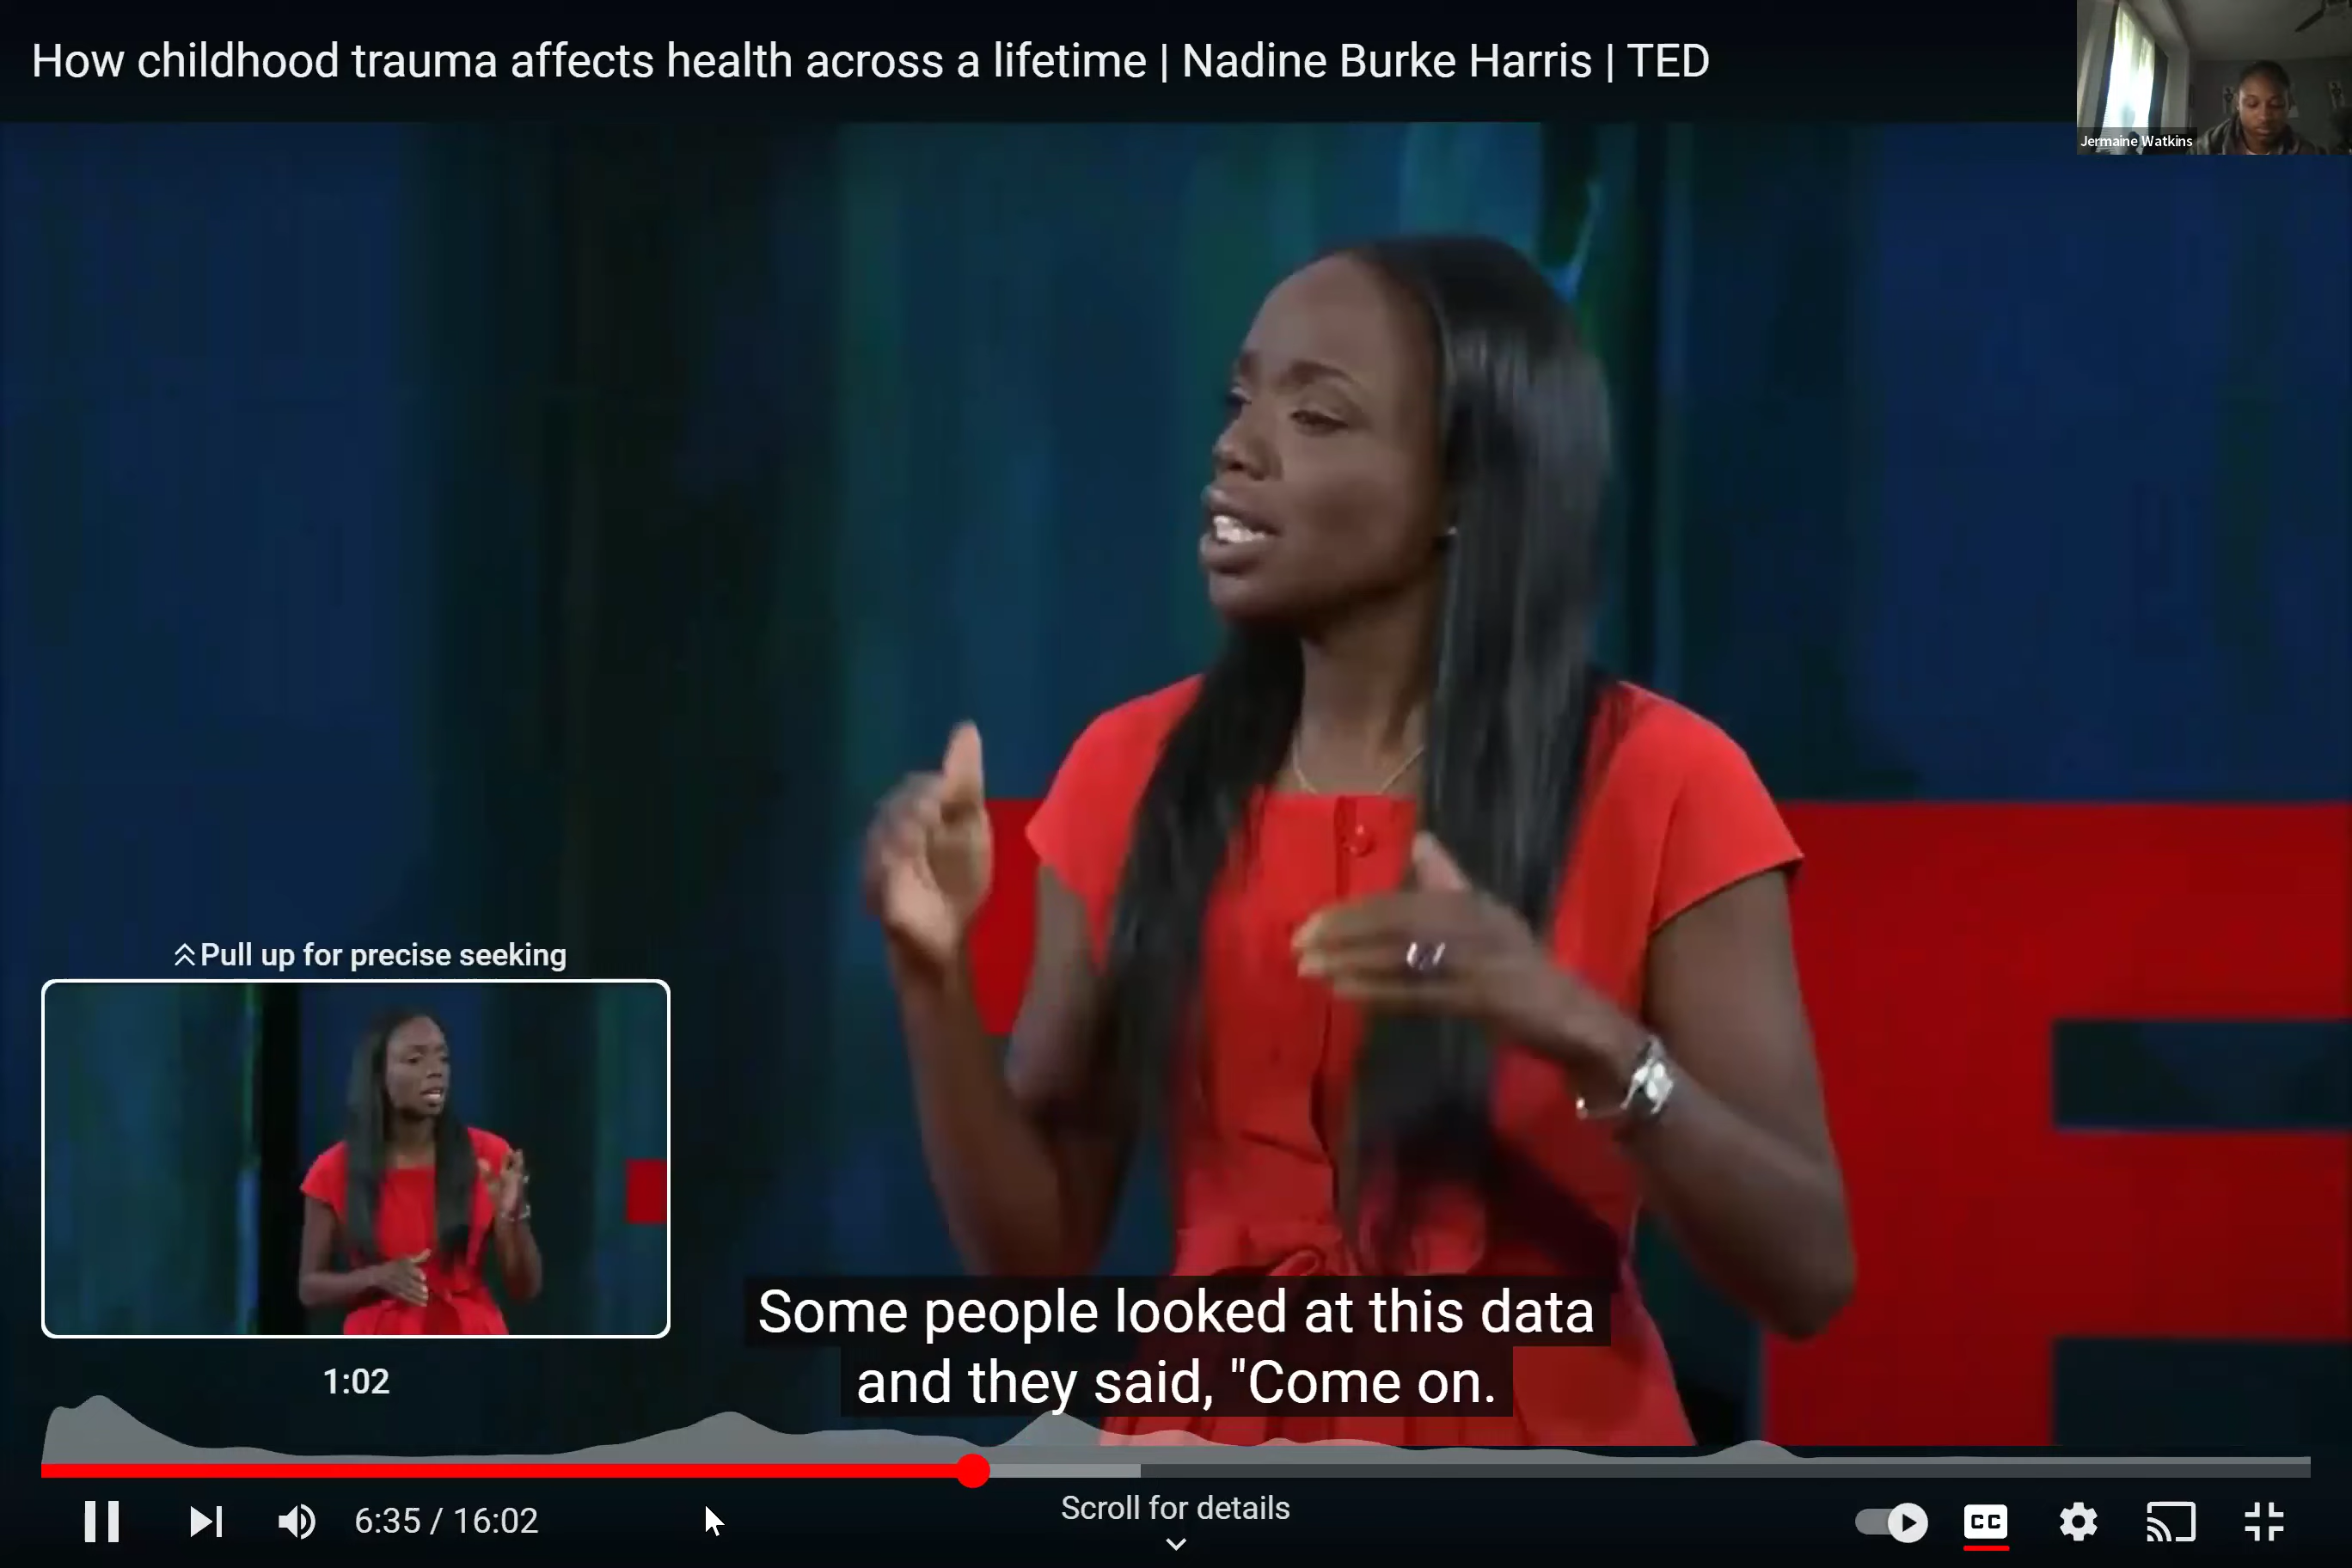 How childhood trauma affects health across a lifetime | Nadine Burke Harris | TED
Jermaine Watkins
Pull up for precise seeking
1:02
Some people looked at this data
and they said, "Come on.
6:35 / 16:02
Scroll for details
CC